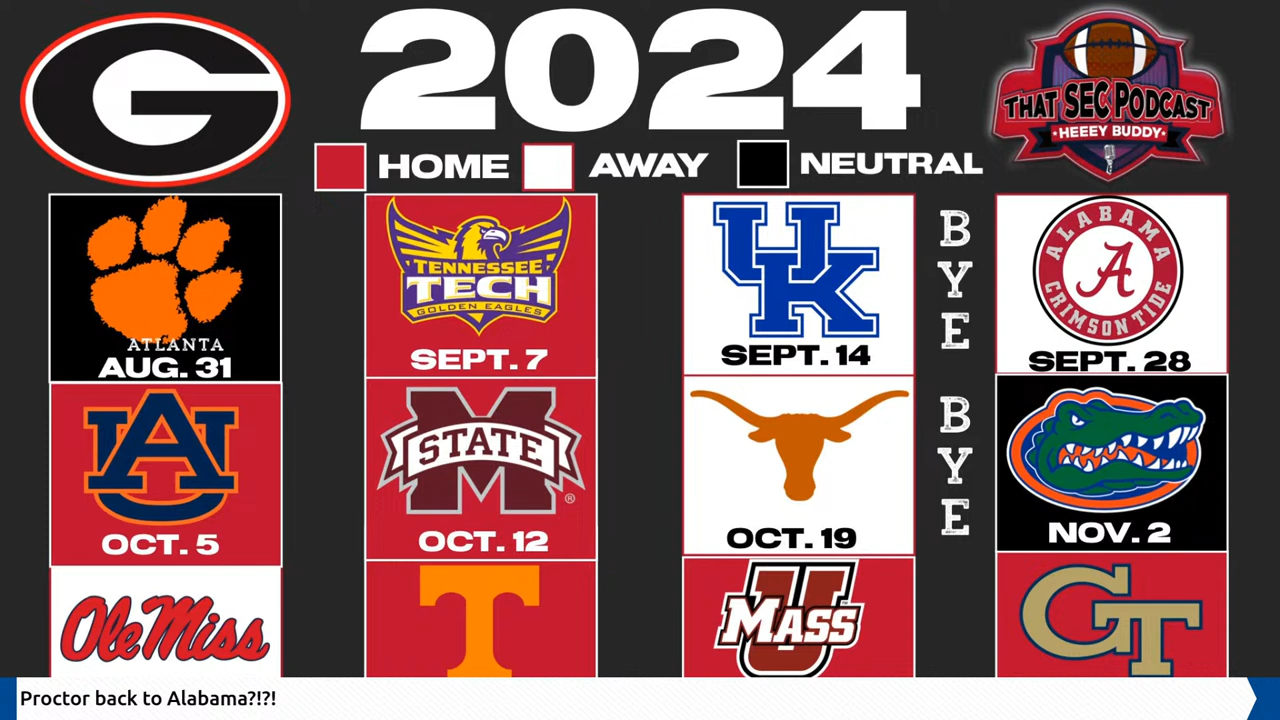 G
2024
THAT SEC PODCAST
•HEEEY BUDDY•
HOME
AWAY
NEUTRAL
ATLANTA
AUG. 31
TENNESSEE
TECH
GOLDEN EAGLES
SEPT. 7
UK
SEPT. 14
BYE
ALABAMA
A
CRIMSON TIDE
SEPT. 28
AU
OCT. 5
M
STATE
®
OCT. 12
OCT. 19
BYE
NOV. 2
Ole Miss
T
U
MASS
GT
Proctor back to Alabama?!?!